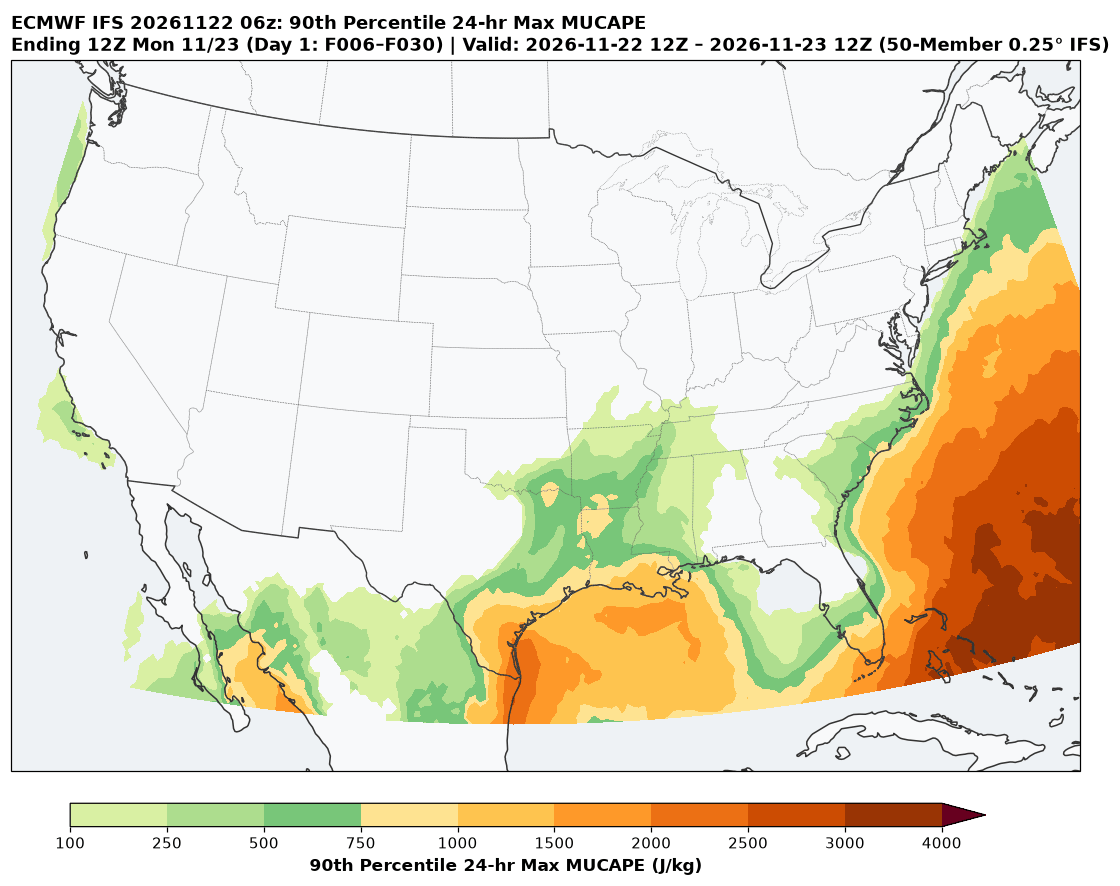 ECMWF IFS 20261122 06z: 90th Percentile 24-hr Max MUCAPE
Ending 12Z Mon 11/23 (Day 1: F006–F030) | Valid: 2026-11-22 12Z – 2026-11-23 12Z (50-Member 0.25° IFS)
100 250 500 750 1000 1500 2000 2500 3000 4000
90th Percentile 24-hr Max MUCAPE (J/kg)